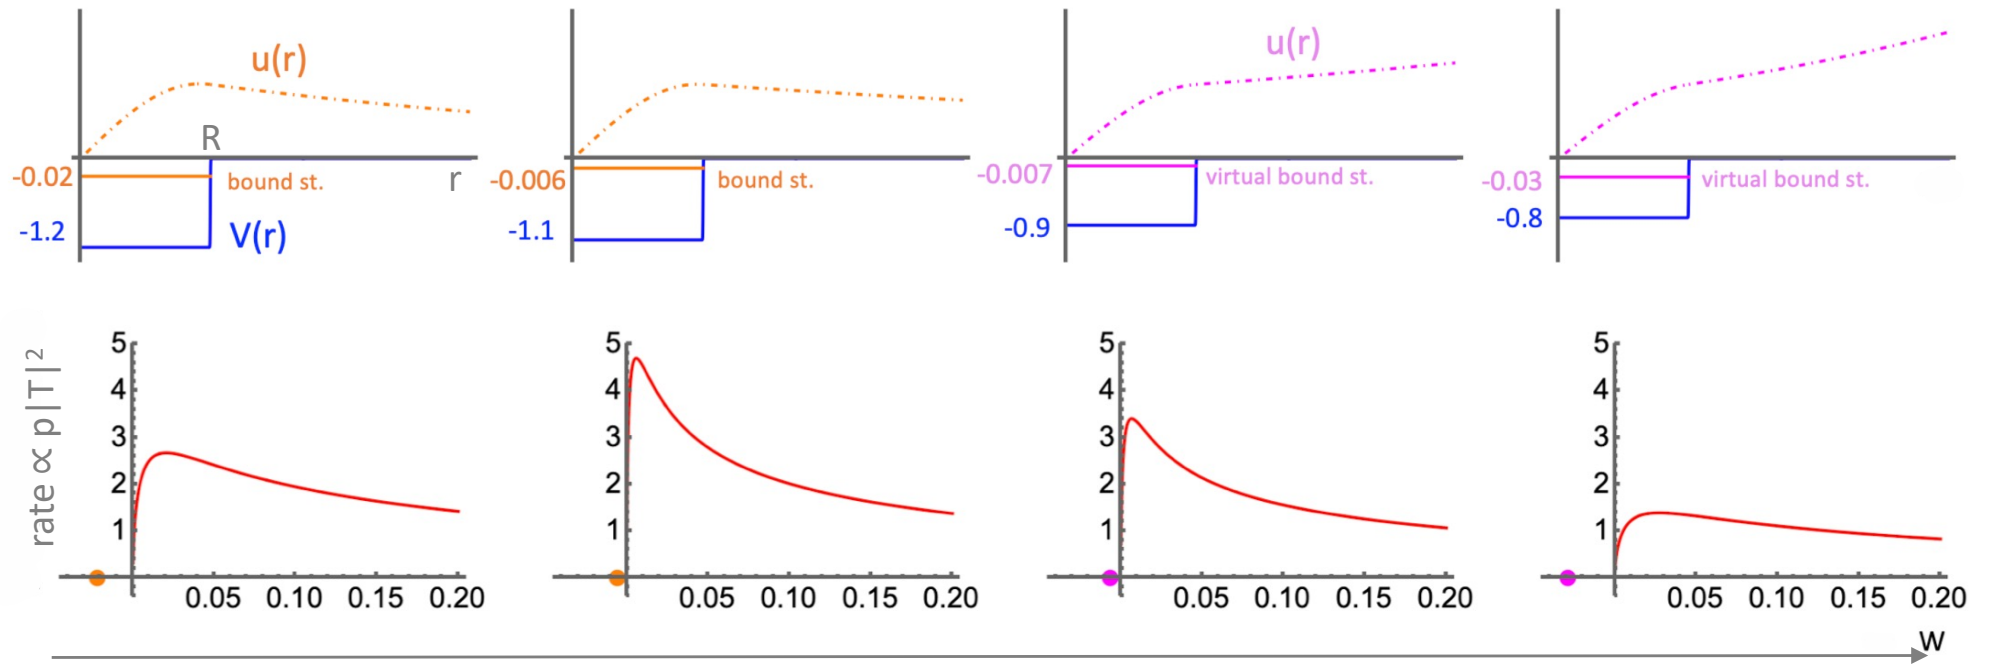 u(r)
R
-0.02
bound st.
r
-1.2
V(r)
-0.006
bound st.
-1.1
u(r)
-0.007
virtual bound st.
-0.9
-0.03
virtual bound st.
-0.8
rate ∝ p|T|²
5
4
3
2
1
0.05 0.10 0.15 0.20
5
4
3
2
1
0.05 0.10 0.15 0.20
5
4
3
2
1
0.05 0.10 0.15 0.20
5
4
3
2
1
0.05 0.10 0.15 0.20
w